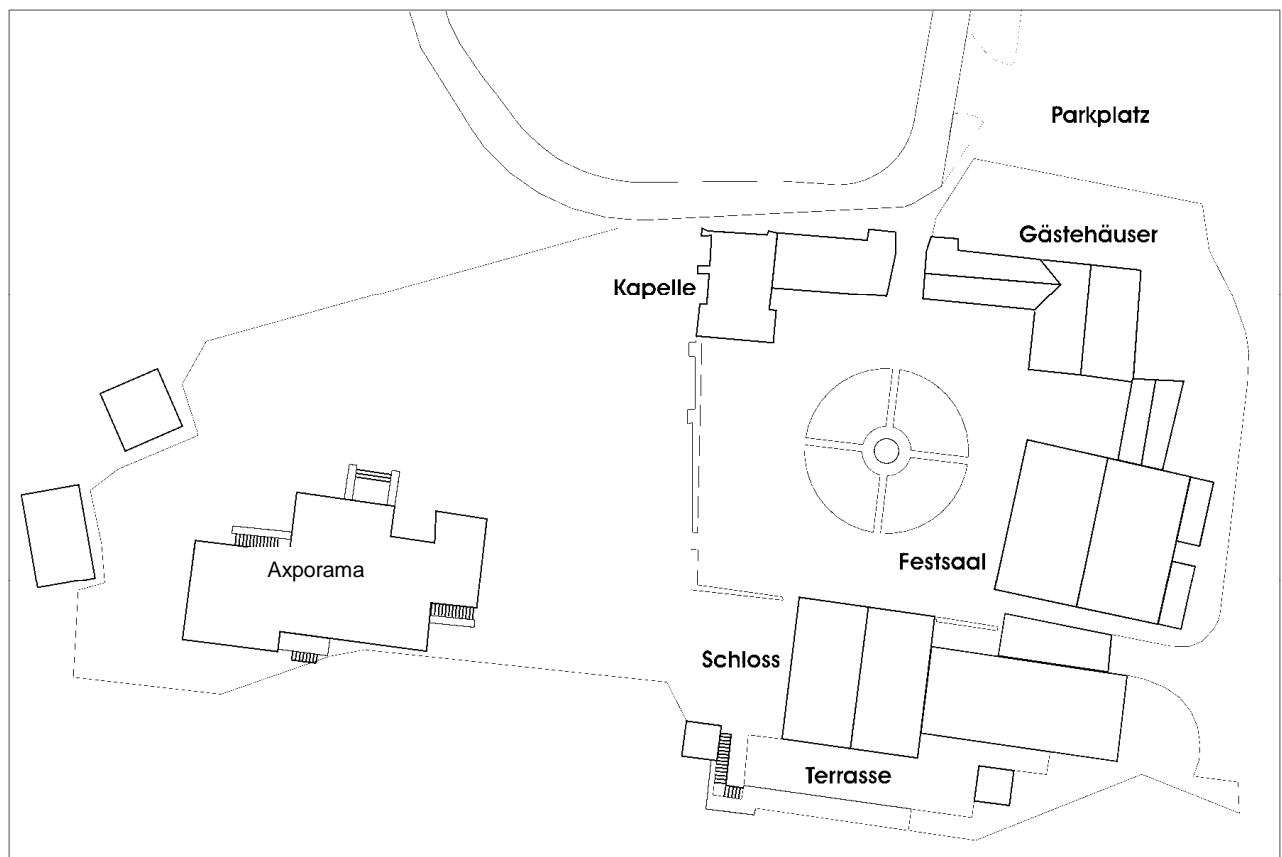 Parkplatz
Gästehäuser
Kapelle
Festsaal
Axporama
Schloss
Terrasse